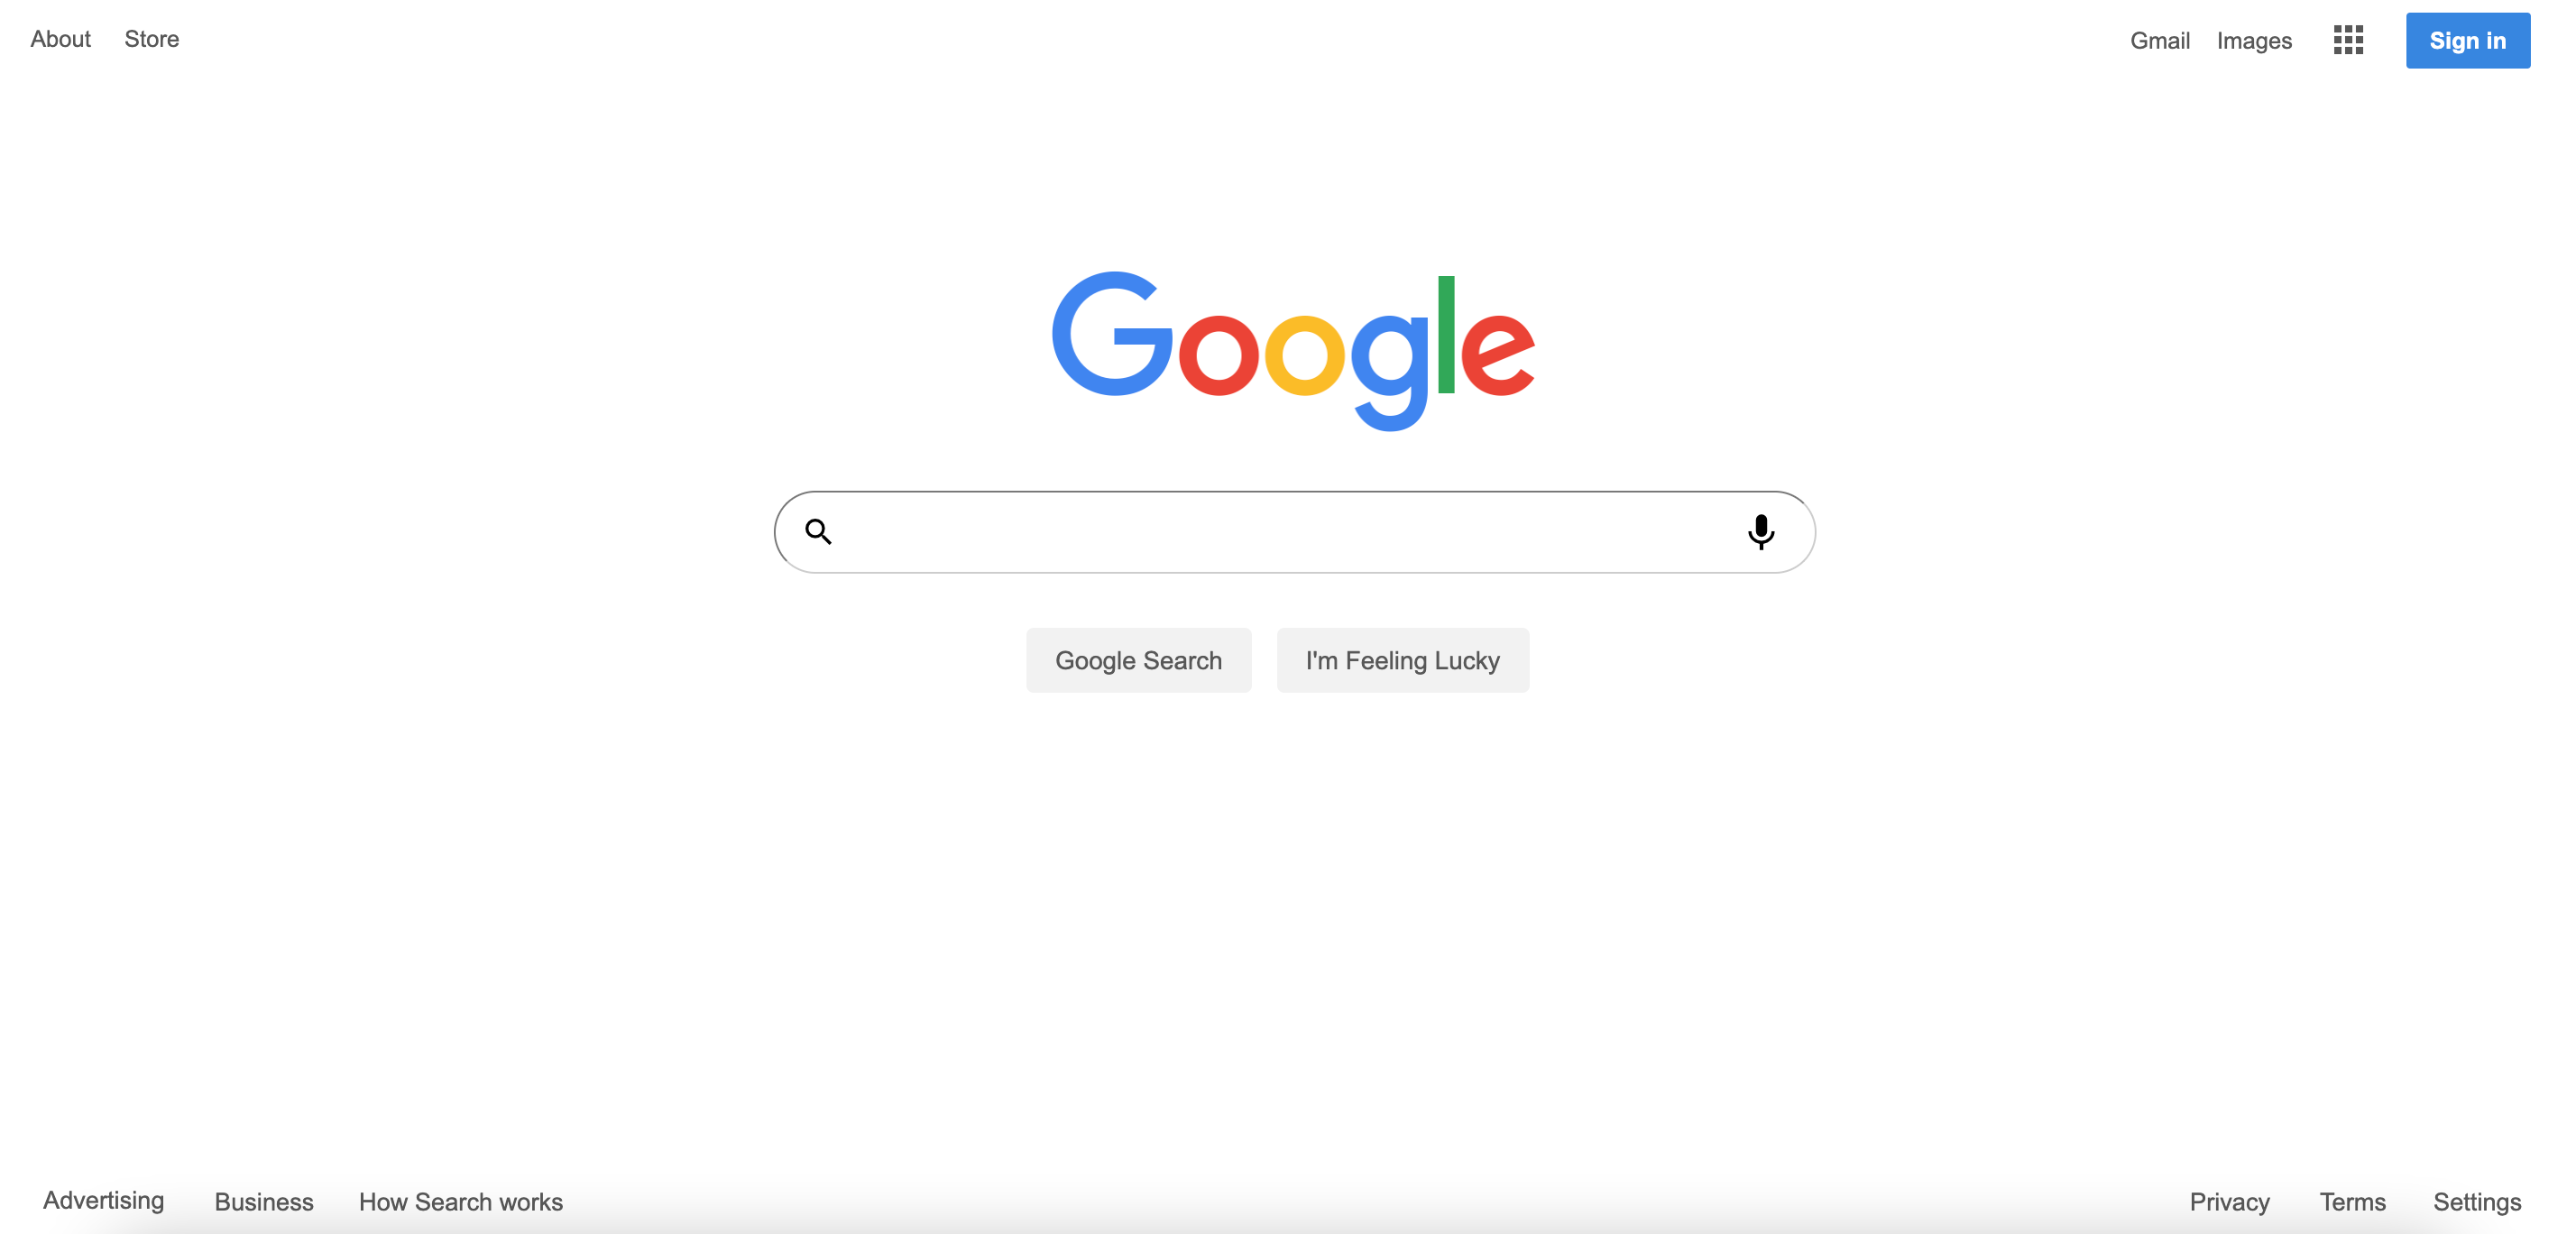 About Store Gmail Images Sign in
Google
Google Search I'm Feeling Lucky
Advertising Business How Search works Privacy Terms Settings